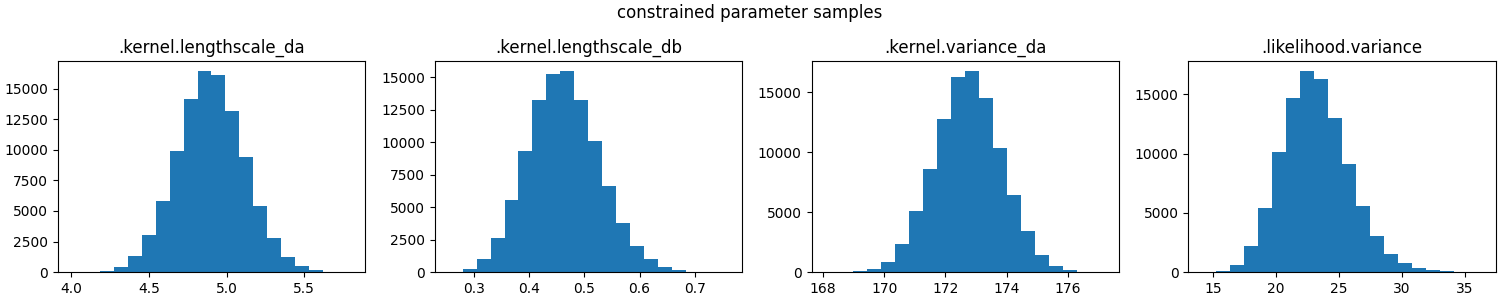 constrained parameter samples
.kernel.lengthscale_da
.kernel.lengthscale_db
.kernel.variance_da
.likelihood.variance
15000
12500
10000
7500
5000
2500
0
4.0 4.5 5.0 5.5
15000
12500
10000
7500
5000
2500
0
0.3 0.4 0.5 0.6 0.7
15000
10000
5000
0
168 170 172 174 176
15000
10000
5000
0
15 20 25 30 35